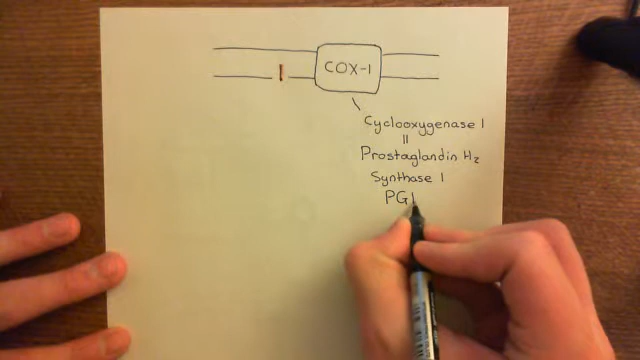 COX-1
Cyclooxygenase 1
=
Prostaglandin H₂
Synthase 1
PG